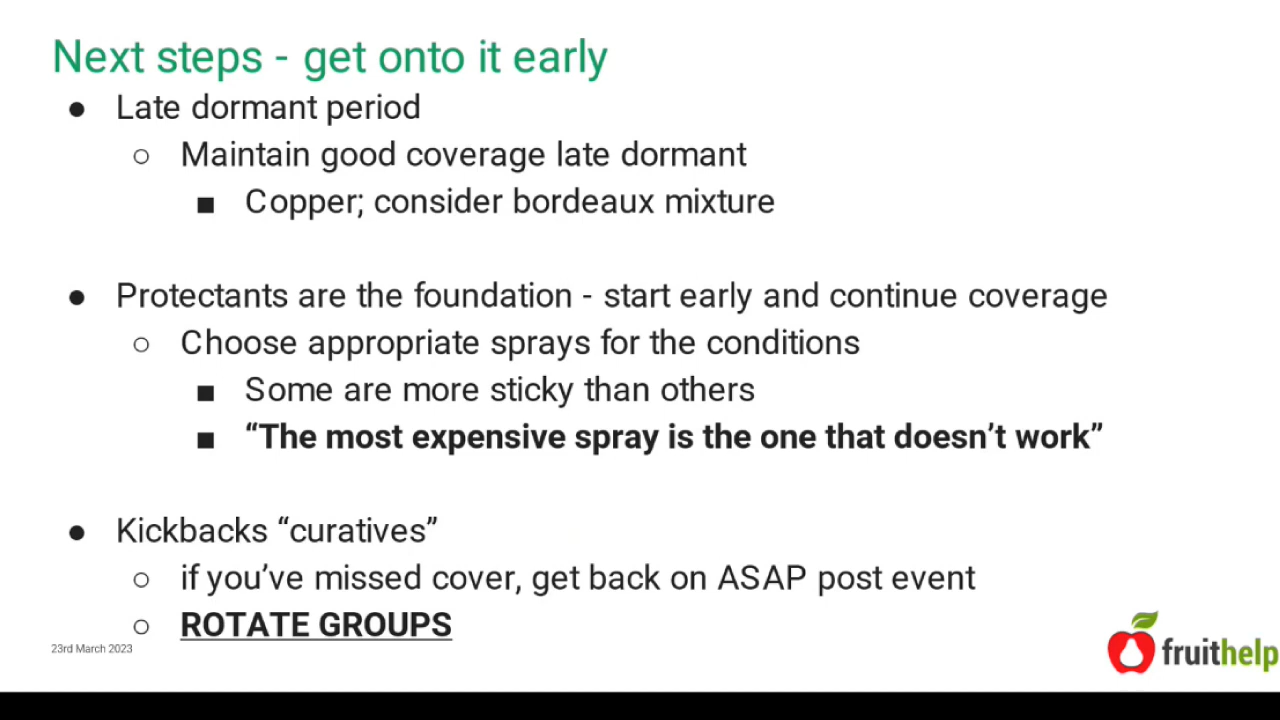 Next steps - get onto it early
● Late dormant period
○ Maintain good coverage late dormant
■ Copper; consider bordeaux mixture
● Protectants are the foundation - start early and continue coverage
○ Choose appropriate sprays for the conditions
■ Some are more sticky than others
■ “The most expensive spray is the one that doesn’t work”
● Kickbacks “curatives”
○ if you’ve missed cover, get back on ASAP post event
○ ROTATE GROUPS
23rd March 2023
fruithelp